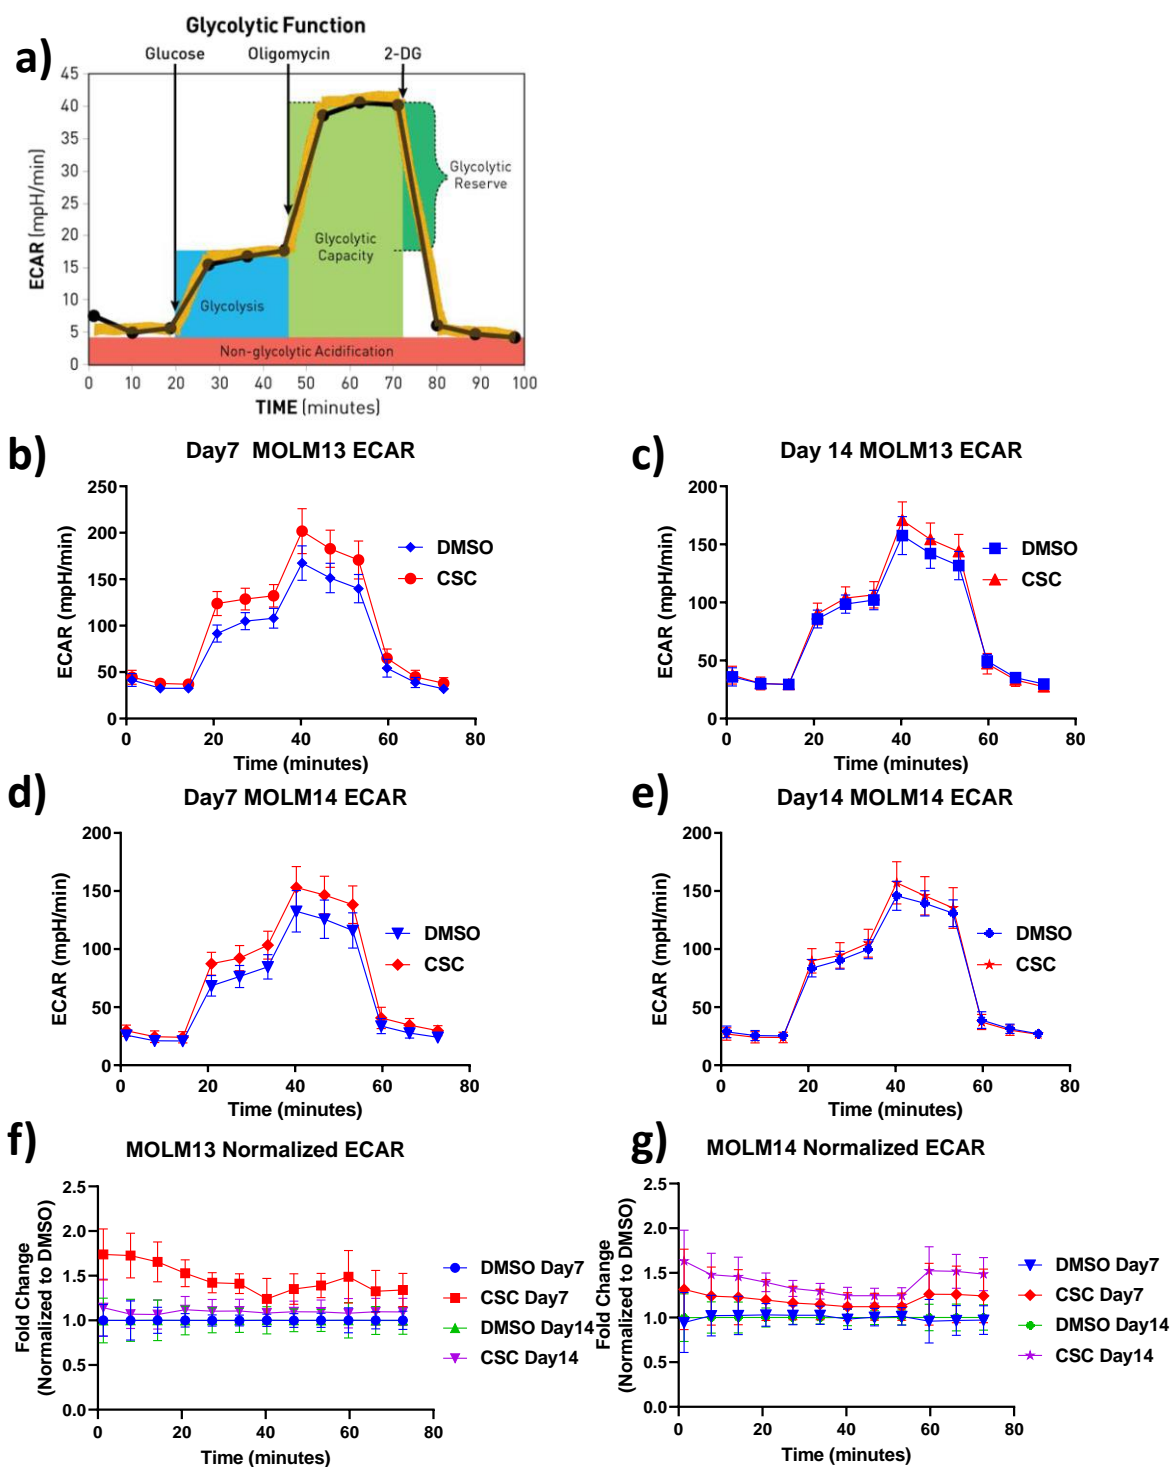 a)
Glycolytic Function
Glucose Oligomycin 2-DG
ECAR (mpH/min)
45
40
35
30
25
20
15
10
5
0
Glycolysis
Glycolytic
Capacity
Glycolytic
Reserve
Non-glycolytic Acidification
0 10 20 30 40 50 60 70 80 90 100
TIME (minutes)
b)
Day7 MOLM13 ECAR
ECAR (mpH/min)
250
200
150
100
50
0
DMSO
CSC
0 20 40 60 80
Time (minutes)
c)
Day 14 MOLM13 ECAR
ECAR (mpH/min)
200
150
100
50
0
DMSO
CSC
0 20 40 60 80
Time (minutes)
d)
Day7 MOLM14 ECAR
ECAR (mpH/min)
200
150
100
50
0
DMSO
CSC
0 20 40 60 80
Time (minutes)
e)
Day14 MOLM14 ECAR
ECAR (mpH/min)
200
150
100
50
0
DMSO
CSC
0 20 40 60 80
Time (minutes)
f)
MOLM13 Normalized ECAR
Fold Change
(Normalized to DMSO)
2.5
2.0
1.5
1.0
0.5
0.0
DMSO Day7
CSC Day7
DMSO Day14
CSC Day14
0 20 40 60 80
Time (minutes)
g)
MOLM14 Normalized ECAR
Fold Change
(Normalized to DMSO)
2.5
2.0
1.5
1.0
0.5
0.0
DMSO Day7
CSC Day7
DMSO Day14
CSC Day14
0 20 40 60 80
Time (minutes)